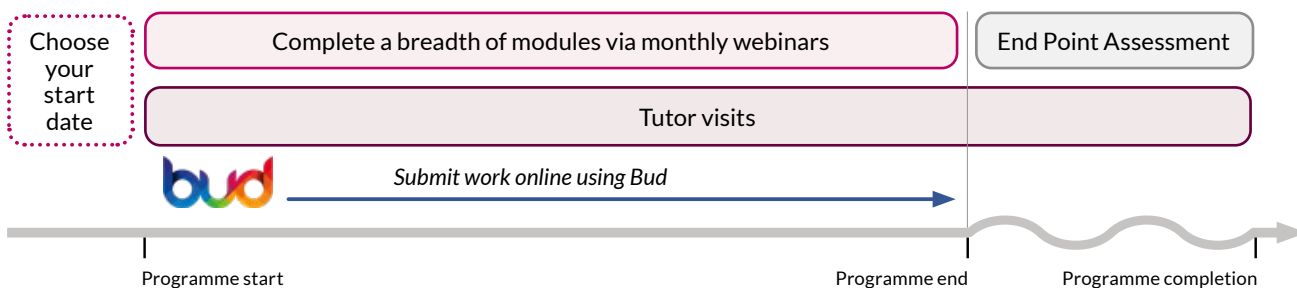 Choose
your
start
date
Complete a breadth of modules via monthly webinars
End Point Assessment
Tutor visits
bud
Submit work online using Bud
Programme start
Programme end
Programme completion